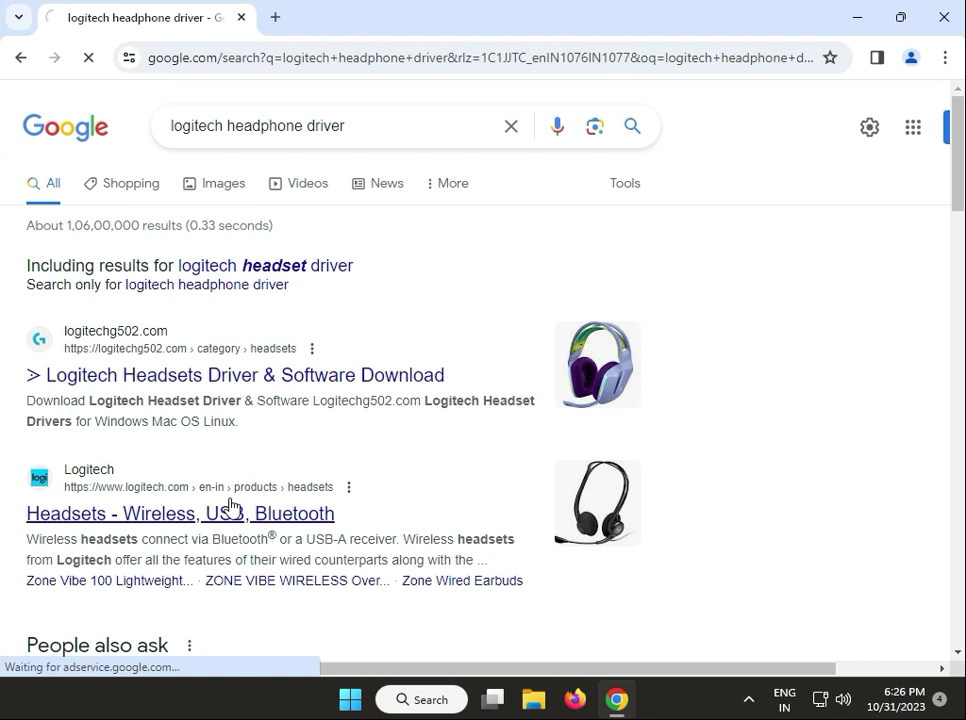 logitech headphone driver - G
google.com/search?q=logitech+headphone+driver&rlz=1C1JJTC_enIN1076IN1077&oq=logitech+headphone+d...
Google
logitech headphone driver
All
Shopping
Images
Videos
News
More
Tools
About 1,06,00,000 results (0.33 seconds)
Including results for logitech headset driver
Search only for logitech headphone driver
logitechg502.com
https://logitechg502.com › category › headsets
> Logitech Headsets Driver & Software Download
Download Logitech Headset Driver & Software Logitechg502.com Logitech Headset
Drivers for Windows Mac OS Linux.
logi
Logitech
https://www.logitech.com › en-in › products › headsets
Headsets - Wireless, USB, Bluetooth
Wireless headsets connect via Bluetooth® or a USB-A receiver. Wireless headsets
from Logitech offer all the features of their wired counterparts along with the ...
Zone Vibe 100 Lightweight... · ZONE VIBE WIRELESS Over... · Zone Wired Earbuds
People also ask
Waiting for adservice.google.com...
Search
ENG
IN
6:26 PM
10/31/2023
4